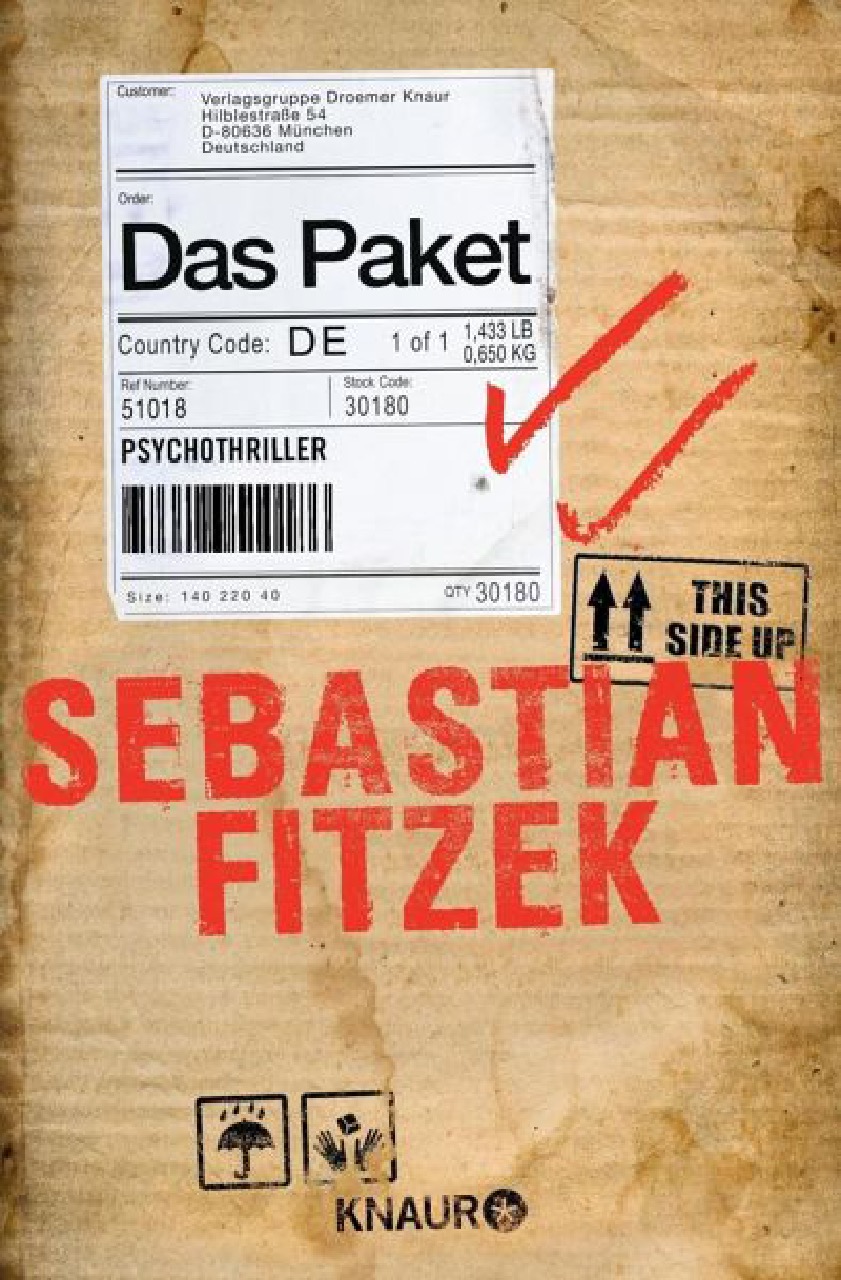 Customer:
Verlagsgruppe Droemer Knaur
Hilblestraße 54
D-80636 München
Deutschland
Order:
Das Paket
Country Code: DE 1 of 1 1,433 LB
0,650 KG
Ref Number: Stock Code:
51018 30180
PSYCHOTHRILLER
Size: 140 220 40 QTY 30180
THIS
SIDE UP
SEBASTIAN
FITZEK
KNAUR